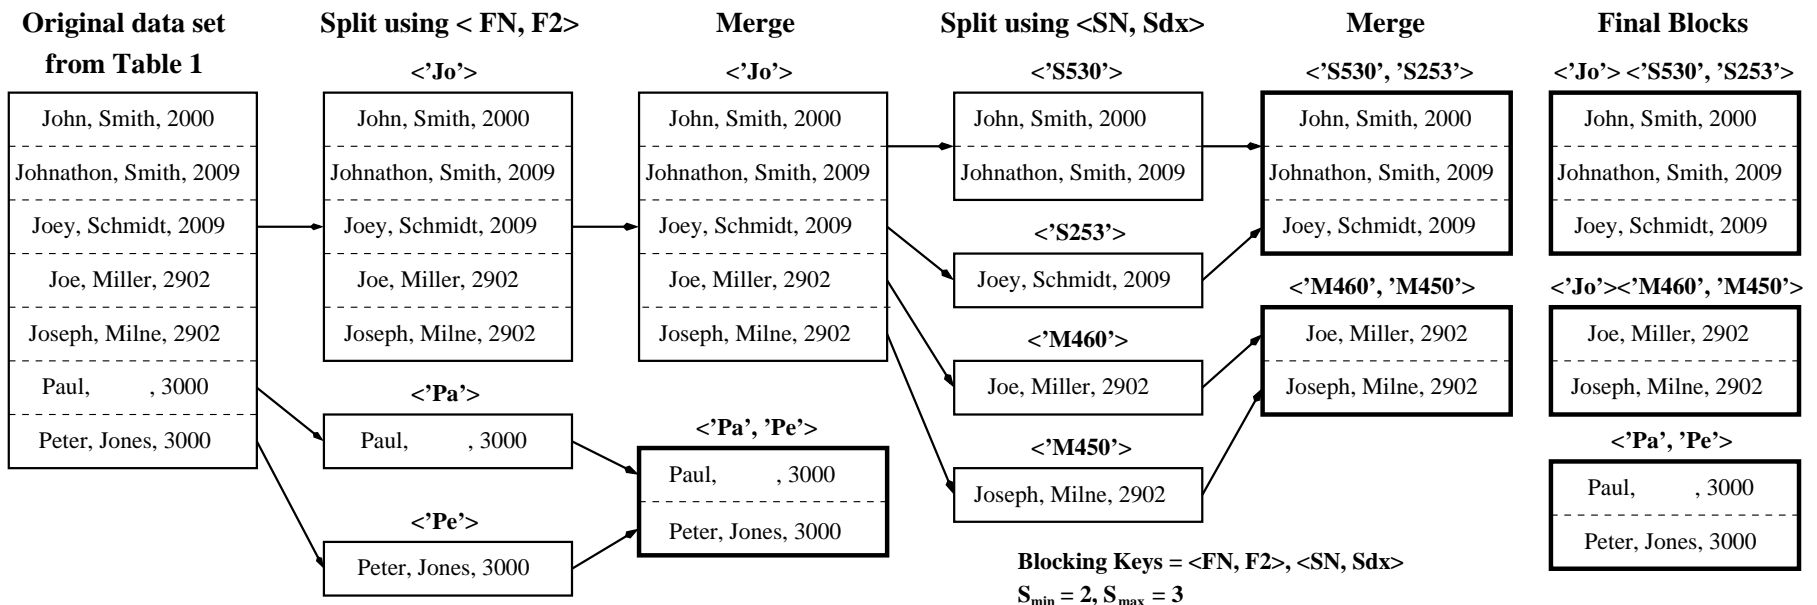 Original data set
from Table 1
John, Smith, 2000
Johnathon, Smith, 2009
Joey, Schmidt, 2009
Joe, Miller, 2902
Joseph, Milne, 2902
Paul, , 3000
Peter, Jones, 3000
Split using < FN, F2>
<'Jo'>
John, Smith, 2000
Johnathon, Smith, 2009
Joey, Schmidt, 2009
Joe, Miller, 2902
Joseph, Milne, 2902
<'Pa'>
Paul, , 3000
<'Pe'>
Peter, Jones, 3000
Merge
<'Jo'>
John, Smith, 2000
Johnathon, Smith, 2009
Joey, Schmidt, 2009
Joe, Miller, 2902
Joseph, Milne, 2902
<'Pa', 'Pe'>
Paul, , 3000
Peter, Jones, 3000
Split using <SN, Sdx>
<'S530'>
John, Smith, 2000
Johnathon, Smith, 2009
<'S253'>
Joey, Schmidt, 2009
<'M460'>
Joe, Miller, 2902
<'M450'>
Joseph, Milne, 2902
Merge
<'S530', 'S253'>
John, Smith, 2000
Johnathon, Smith, 2009
Joey, Schmidt, 2009
<'M460', 'M450'>
Joe, Miller, 2902
Joseph, Milne, 2902
Final Blocks
<'Jo'> <'S530', 'S253'>
John, Smith, 2000
Johnathon, Smith, 2009
Joey, Schmidt, 2009
<'Jo'><'M460', 'M450'>
Joe, Miller, 2902
Joseph, Milne, 2902
<'Pa', 'Pe'>
Paul, , 3000
Peter, Jones, 3000
Blocking Keys = <FN, F2>, <SN, Sdx>
S min = 2, S max = 3